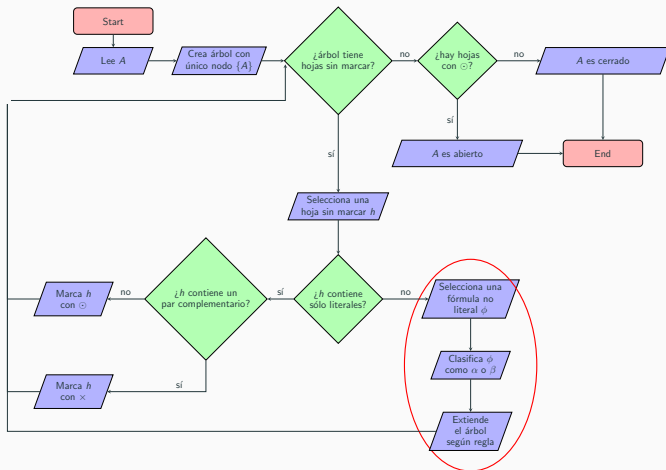 Start
Lee A
Crea árbol con
único nodo {A}
¿árbol tiene
hojas sin marcar?
no
¿hay hojas
con ⊙?
no
A es cerrado
sí
sí
A es abierto
End
Selecciona una
hoja sin marcar h
¿h contiene
sólo literales?
sí
no
¿h contiene un
par complementario?
no
Marca h
con ⊙
sí
Marca h
con ×
Selecciona una
fórmula no
literal ϕ
Clasifica ϕ
como α o β
Extiende
el árbol
según regla